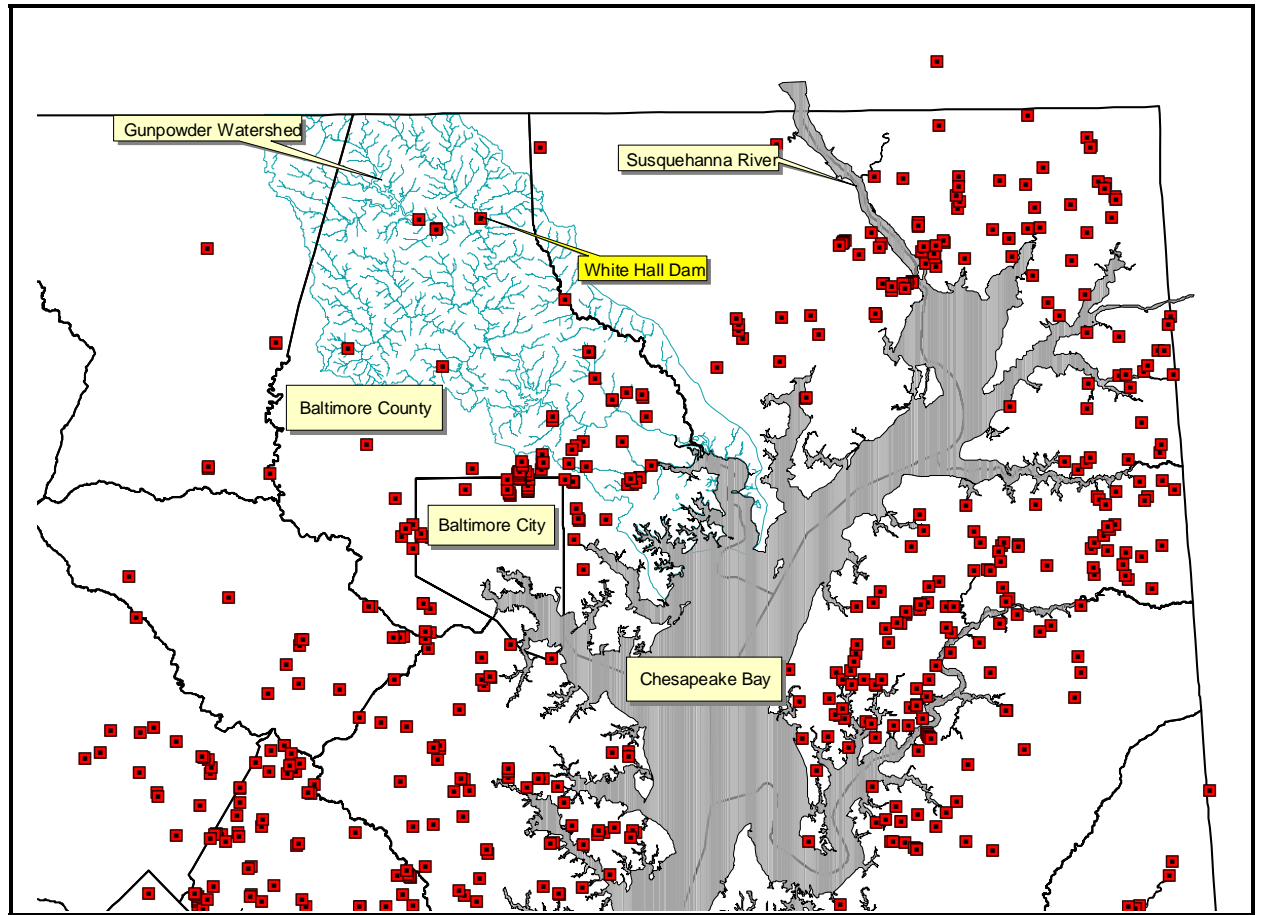 Gunpowder Watershed
Susquehanna River
White Hall Dam
Baltimore County
Baltimore City
Chesapeake Bay